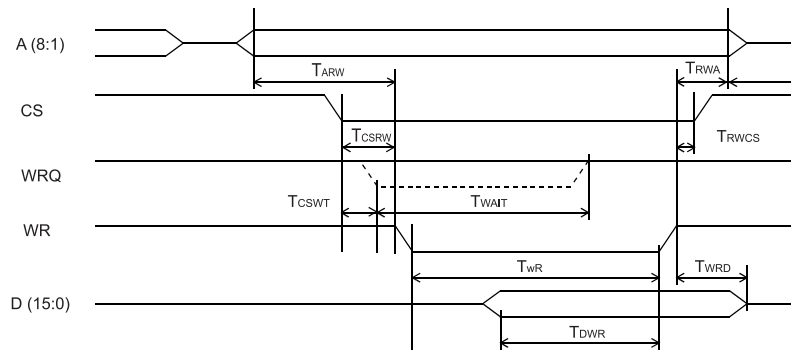 A (8:1)
TARW
TRWA
CS
TCSRW
TRWCS
WRQ
TCSWT
TWAIT
WR
TwR
TWRD
D (15:0)
TDWR